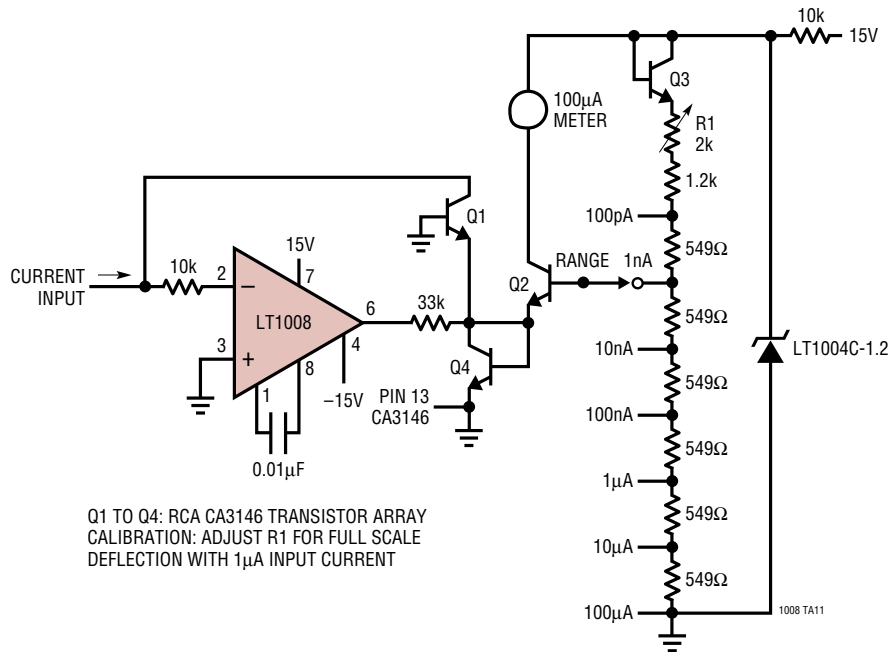 10k
15V
Q3
100µA
METER
R1
2k
1.2k
Q1
100pA
15V
549Ω
CURRENT
INPUT
10k
2
7
RANGE
1nA
Q2
–
LT1008
6
33k
549Ω
3
+
4
8
1
Q4
10nA
LT1004C-1.2
–15V
PIN 13
CA3146
549Ω
100nA
0.01µF
549Ω
1µA
Q1 TO Q4: RCA CA3146 TRANSISTOR ARRAY
CALIBRATION: ADJUST R1 FOR FULL SCALE
DEFLECTION WITH 1µA INPUT CURRENT
549Ω
10µA
549Ω
100µA
1008 TA11